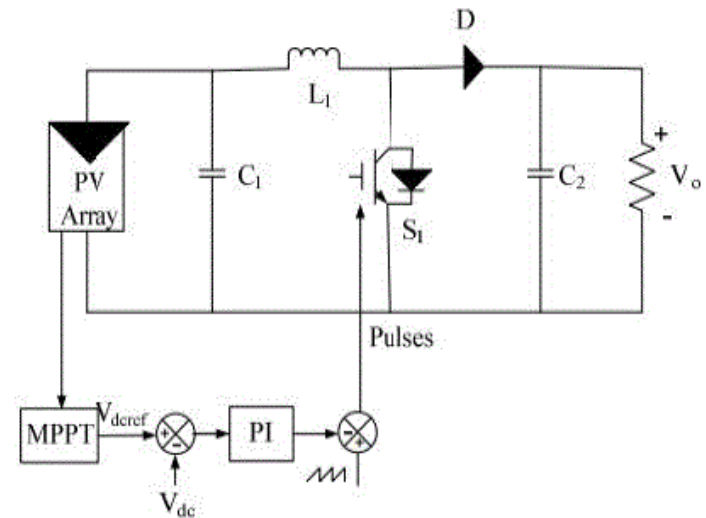 D
L1
PV
Array
C1
S1
C2
+
Vo
-
Pulses
MPPT
Vdcref
+
-
PI
-
+
Vdc